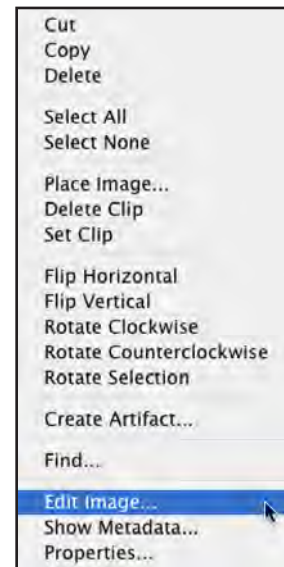 Cut
Copy
Delete
Select All
Select None
Place Image...
Delete Clip
Set Clip
Flip Horizontal
Flip Vertical
Rotate Clockwise
Rotate Counterclockwise
Rotate Selection
Create Artifact...
Find...
Edit Image...
Show Metadata...
Properties...